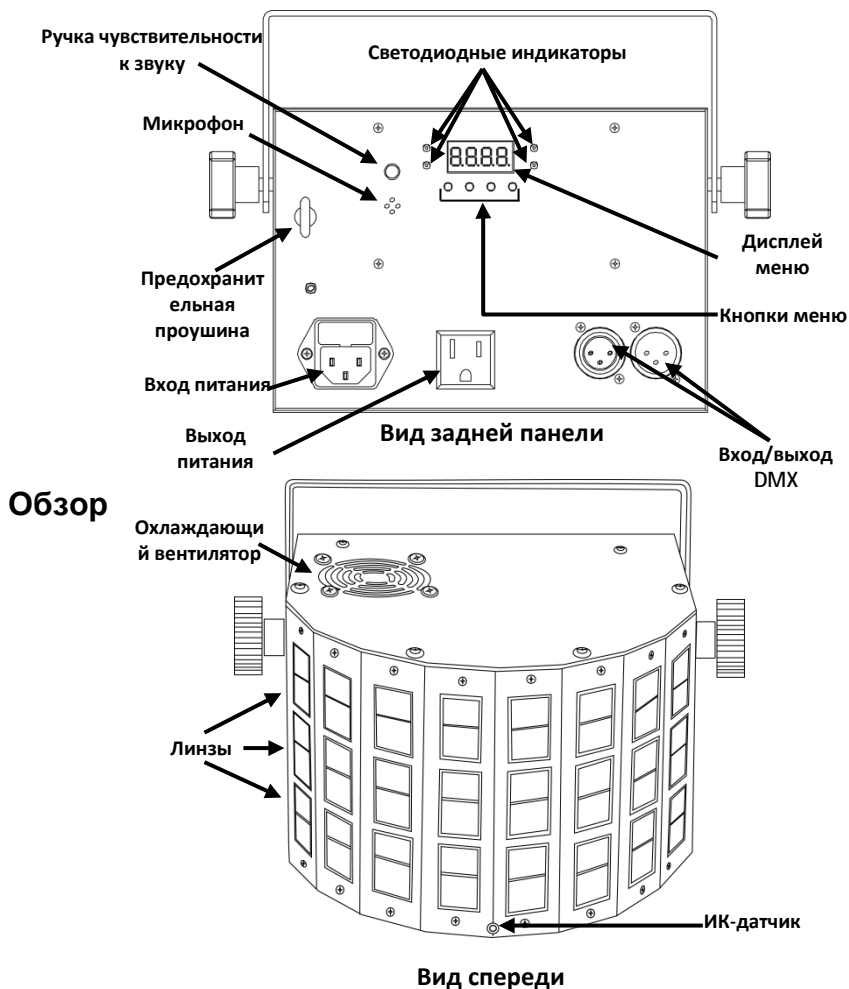 Ручка чувствительности
к звуку
Светодиодные индикаторы
Микрофон
8.8.8.8.
Дисплей
меню
Предохранит
ельная
проушина
Кнопки меню
Вход питания
Выход
питания
Вид задней панели
Вход/выход
DMX
Обзор
Охлаждающи
й вентилятор
Линзы
ИК-датчик
Вид спереди